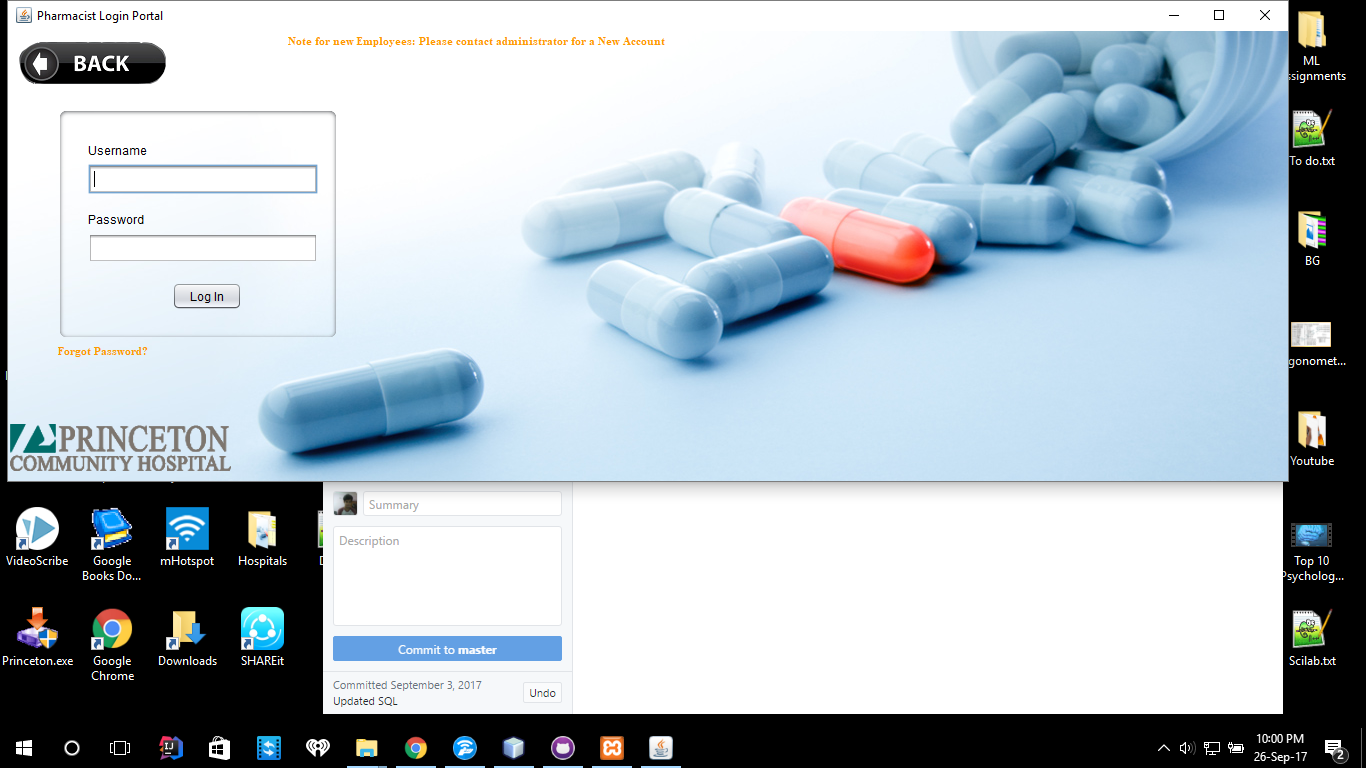 Pharmacist Login Portal
Note for new Employees: Please contact administrator for a New Account
BACK
Username
Password
Log In
Forgot Password?
PRINCETON
COMMUNITY HOSPITAL
ML
ssignments
To do.txt
BG
gonomet...
Youtube
Top 10
Psycholog...
Scilab.txt
VideoScribe
Google
Books Do...
mHotspot
Hospitals
Princeton.exe
Google
Chrome
Downloads
SHAREit
Summary
Description
Commit to master
Committed September 3, 2017
Updated SQL
Undo
10:00 PM
26-Sep-17
2